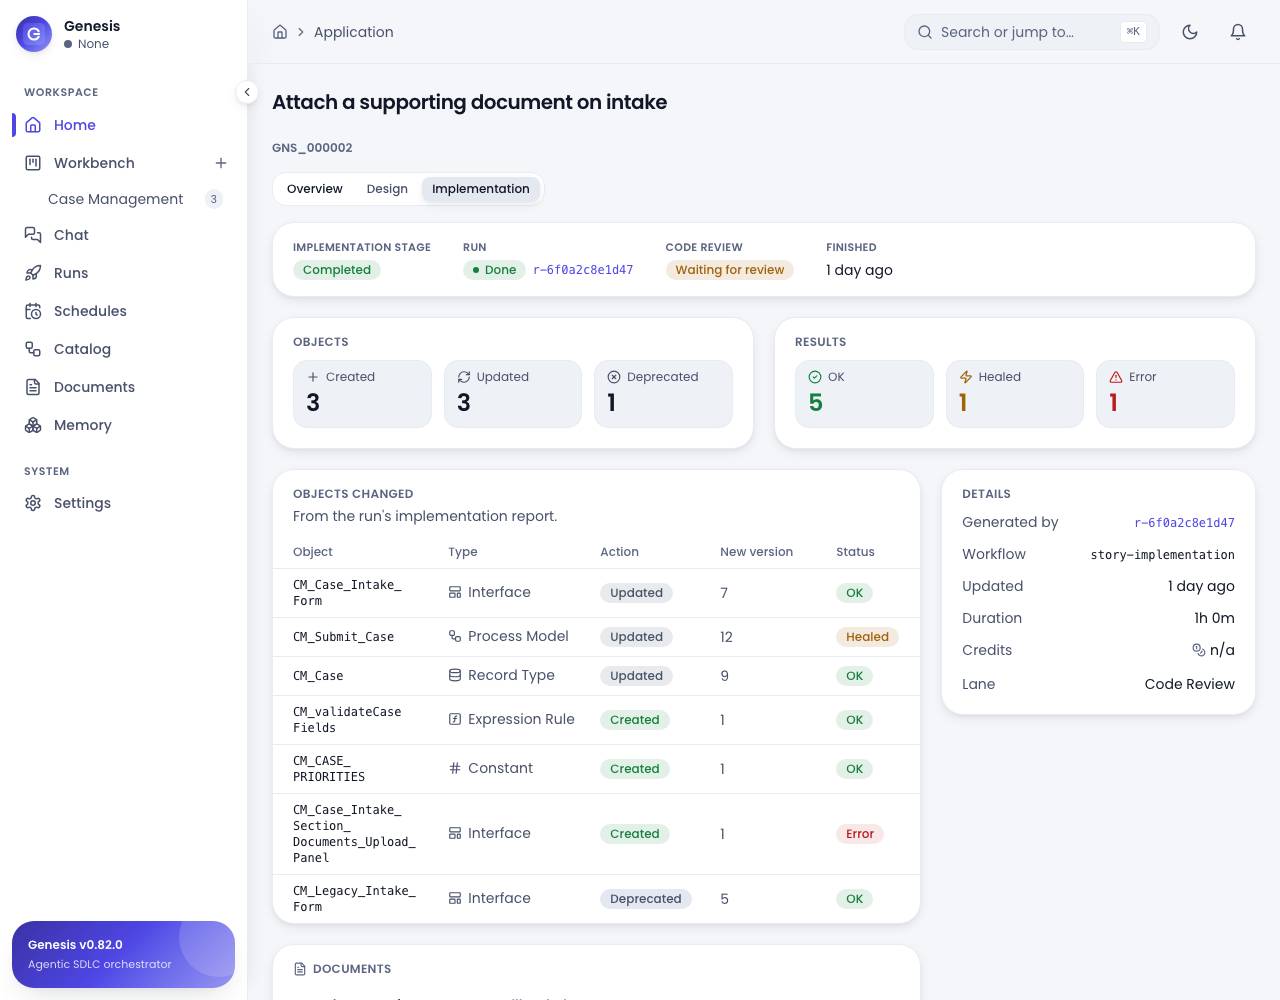 Genesis
None
WORKSPACE
Home
Workbench
Case Management 3
Chat
Runs
Schedules
Catalog
Documents
Memory
SYSTEM
Settings
Genesis v0.82.0
Agentic SDLC orchestrator
Application
Search or jump to... ⌘K
Attach a supporting document on intake
GNS_000002
Overview Design Implementation
IMPLEMENTATION STAGE RUN CODE REVIEW FINISHED
Completed Done r-6f0a2c8e1d47 Waiting for review 1 day ago
OBJECTS
Created Updated Deprecated
3 3 1
RESULTS
OK Healed Error
5 1 1
OBJECTS CHANGED
From the run's implementation report.
Object Type Action New version Status
CM_Case_Intake_
Form
Interface Updated 7 OK
CM_Submit_Case Process Model Updated 12 Healed
CM_Case Record Type Updated 9 OK
CM_validateCase
Fields
Expression Rule Created 1 OK
CM_CASE_
PRIORITIES
Constant Created 1 OK
CM_Case_Intake_
Section_
Documents_Upload_
Panel
Interface Created 1 Error
CM_Legacy_Intake_
Form
Interface Deprecated 5 OK
DETAILS
Generated by r-6f0a2c8e1d47
Workflow story-implementation
Updated 1 day ago
Duration 1h 0m
Credits n/a
Lane Code Review
DOCUMENTS